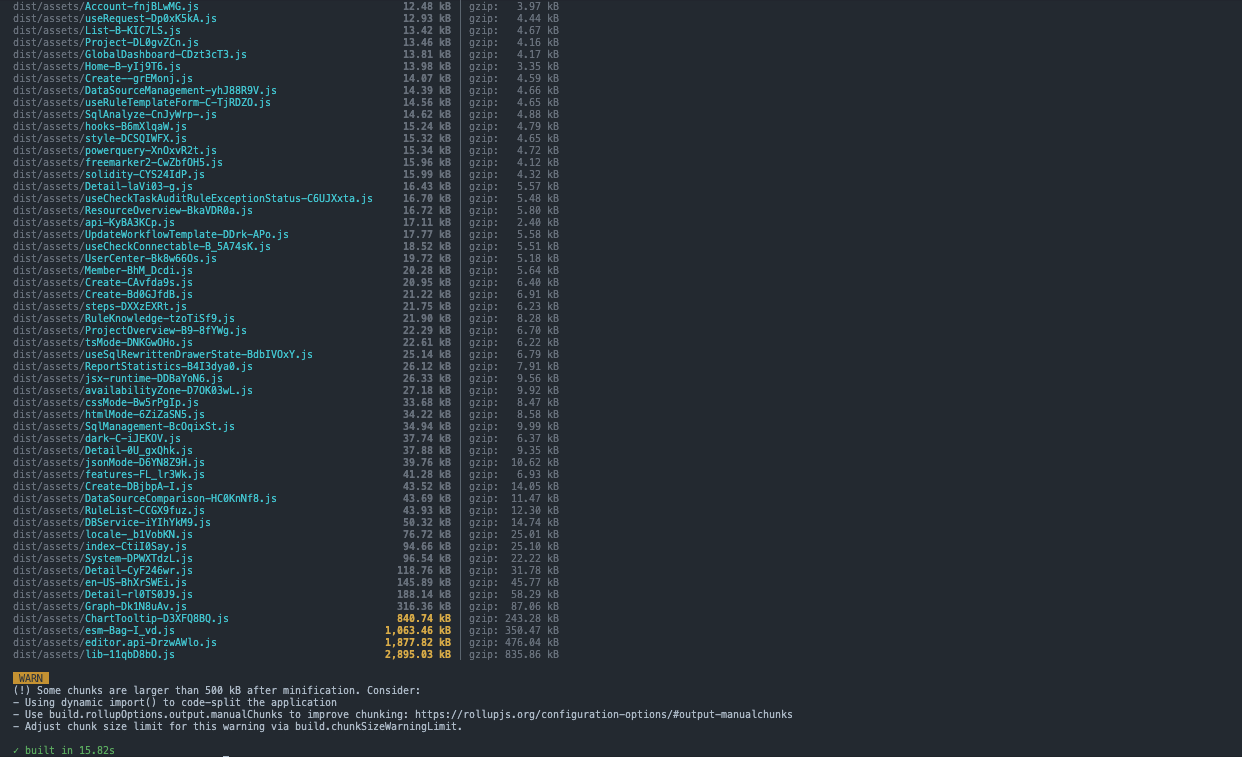 dist/assets/Account-fnjBLwMG.js 12.48 kB │ gzip: 3.97 kB
dist/assets/useRequest-Dp0xK5kA.js 12.93 kB │ gzip: 4.44 kB
dist/assets/List-B-KIC7LS.js 13.42 kB │ gzip: 4.67 kB
dist/assets/Project-DL0gvZCn.js 13.46 kB │ gzip: 4.16 kB
dist/assets/GlobalDashboard-CDzt3cT3.js 13.81 kB │ gzip: 4.17 kB
dist/assets/Home-B-yIj9T6.js 13.98 kB │ gzip: 3.35 kB
dist/assets/Create--grEMonj.js 14.07 kB │ gzip: 4.59 kB
dist/assets/DataSourceManagement-yhJ88R9V.js 14.39 kB │ gzip: 4.66 kB
dist/assets/useRuleTemplateForm-C-TjRDZO.js 14.56 kB │ gzip: 4.65 kB
dist/assets/SqlAnalyze-CnJyWrp-.js 14.62 kB │ gzip: 4.88 kB
dist/assets/hooks-B6mXlqaW.js 15.24 kB │ gzip: 4.79 kB
dist/assets/style-DCSQIWFX.js 15.32 kB │ gzip: 4.65 kB
dist/assets/powerquery-XnOxvR2t.js 15.34 kB │ gzip: 4.72 kB
dist/assets/freemarker2-CwZbfOH5.js 15.96 kB │ gzip: 4.12 kB
dist/assets/solidity-CYS24IdP.js 15.99 kB │ gzip: 4.32 kB
dist/assets/Detail-laVi03-g.js 16.43 kB │ gzip: 5.57 kB
dist/assets/useCheckTaskAuditRuleExceptionStatus-C6UJXxta.js 16.70 kB │ gzip: 5.48 kB
dist/assets/ResourceOverview-BkaVDR0a.js 16.72 kB │ gzip: 5.80 kB
dist/assets/api-KyBA3KCp.js 17.11 kB │ gzip: 2.40 kB
dist/assets/UpdateWorkflowTemplate-DDrk-APo.js 17.77 kB │ gzip: 5.58 kB
dist/assets/useCheckConnectable-B_5A74sK.js 18.52 kB │ gzip: 5.51 kB
dist/assets/UserCenter-Bk8w66Os.js 19.72 kB │ gzip: 5.18 kB
dist/assets/Member-BhM_Dcdi.js 20.28 kB │ gzip: 5.64 kB
dist/assets/Create-CAvfda9s.js 20.95 kB │ gzip: 6.40 kB
dist/assets/Create-Bd0GJfdB.js 21.22 kB │ gzip: 6.91 kB
dist/assets/steps-DXXzEXRt.js 21.75 kB │ gzip: 6.23 kB
dist/assets/RuleKnowledge-tzoTiSf9.js 21.90 kB │ gzip: 8.28 kB
dist/assets/ProjectOverview-B9-8fYWg.js 22.29 kB │ gzip: 6.70 kB
dist/assets/tsMode-DNKGwOHo.js 22.61 kB │ gzip: 6.22 kB
dist/assets/useSqlRewrittenDrawerState-BdbIVOxY.js 25.14 kB │ gzip: 6.79 kB
dist/assets/ReportStatistics-B4I3dya0.js 26.12 kB │ gzip: 7.91 kB
dist/assets/jsx-runtime-DDBaYoN6.js 26.33 kB │ gzip: 9.56 kB
dist/assets/availabilityZone-D7OK03wL.js 27.18 kB │ gzip: 9.92 kB
dist/assets/cssMode-Bw5rPgIp.js 33.68 kB │ gzip: 8.47 kB
dist/assets/htmlMode-6ZiZaSN5.js 34.22 kB │ gzip: 8.58 kB
dist/assets/SqlManagement-BcOqixSt.js 34.94 kB │ gzip: 9.99 kB
dist/assets/dark-C-iJEKOV.js 37.74 kB │ gzip: 6.37 kB
dist/assets/Detail-0U_gxQhk.js 37.88 kB │ gzip: 9.35 kB
dist/assets/jsonMode-D6YN8Z9H.js 39.76 kB │ gzip: 10.62 kB
dist/assets/features-FL_lr3Wk.js 41.28 kB │ gzip: 6.93 kB
dist/assets/Create-DBjbpA-I.js 43.52 kB │ gzip: 14.05 kB
dist/assets/DataSourceComparison-HC0KnNf8.js 43.69 kB │ gzip: 11.47 kB
dist/assets/RuleList-CCGX9fuz.js 43.93 kB │ gzip: 12.30 kB
dist/assets/DBService-iYIhYkM9.js 50.32 kB │ gzip: 14.74 kB
dist/assets/locale-_b1VobKN.js 76.72 kB │ gzip: 25.01 kB
dist/assets/index-CtiI0Say.js 94.66 kB │ gzip: 25.10 kB
dist/assets/System-DPWXTdzL.js 96.54 kB │ gzip: 22.22 kB
dist/assets/Detail-CyF246wr.js 118.76 kB │ gzip: 31.78 kB
dist/assets/en-US-BhXrSWEi.js 145.89 kB │ gzip: 45.77 kB
dist/assets/Detail-rl0TS0J9.js 188.14 kB │ gzip: 58.29 kB
dist/assets/Graph-Dk1N8uAv.js 316.36 kB │ gzip: 87.06 kB
dist/assets/ChartTooltip-D3XFQ8BQ.js 840.74 kB │ gzip: 243.28 kB
dist/assets/esm-Bag-I_vd.js 1,063.46 kB │ gzip: 350.47 kB
dist/assets/editor.api-DrzwAWlo.js 1,877.82 kB │ gzip: 476.04 kB
dist/assets/lib-11qbD8bO.js 2,895.03 kB │ gzip: 835.86 kB
WARN
(!) Some chunks are larger than 500 kB after minification. Consider:
- Using dynamic import() to code-split the application
- Use build.rollupOptions.output.manualChunks to improve chunking: https://rollupjs.org/configuration-options/#output-manualchunks
- Adjust chunk size limit for this warning via build.chunkSizeWarningLimit.
✓ built in 15.82s